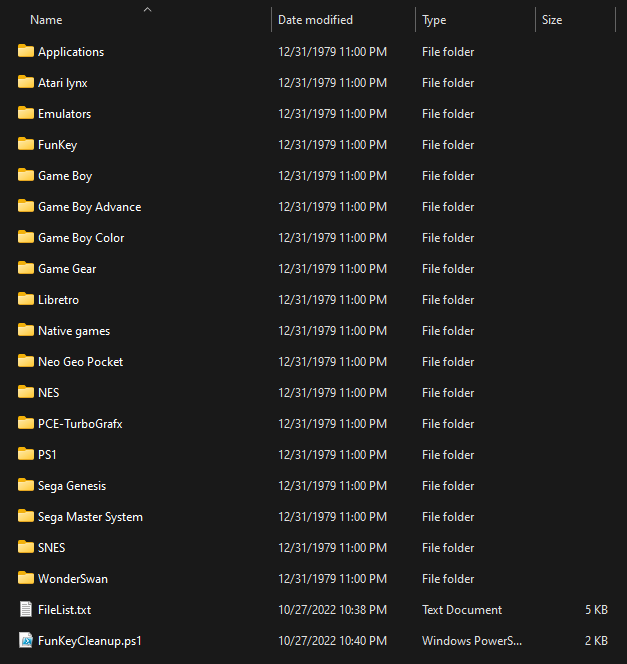 Name Date modified Type Size
Applications 12/31/1979 11:00 PM File folder
Atari lynx 12/31/1979 11:00 PM File folder
Emulators 12/31/1979 11:00 PM File folder
FunKey 12/31/1979 11:00 PM File folder
Game Boy 12/31/1979 11:00 PM File folder
Game Boy Advance 12/31/1979 11:00 PM File folder
Game Boy Color 12/31/1979 11:00 PM File folder
Game Gear 12/31/1979 11:00 PM File folder
Libretro 12/31/1979 11:00 PM File folder
Native games 12/31/1979 11:00 PM File folder
Neo Geo Pocket 12/31/1979 11:00 PM File folder
NES 12/31/1979 11:00 PM File folder
PCE-TurboGrafx 12/31/1979 11:00 PM File folder
PS1 12/31/1979 11:00 PM File folder
Sega Genesis 12/31/1979 11:00 PM File folder
Sega Master System 12/31/1979 11:00 PM File folder
SNES 12/31/1979 11:00 PM File folder
WonderSwan 12/31/1979 11:00 PM File folder
FileList.txt 10/27/2022 10:38 PM Text Document 5 KB
FunKeyCleanup.ps1 10/27/2022 10:40 PM Windows PowerS... 2 KB